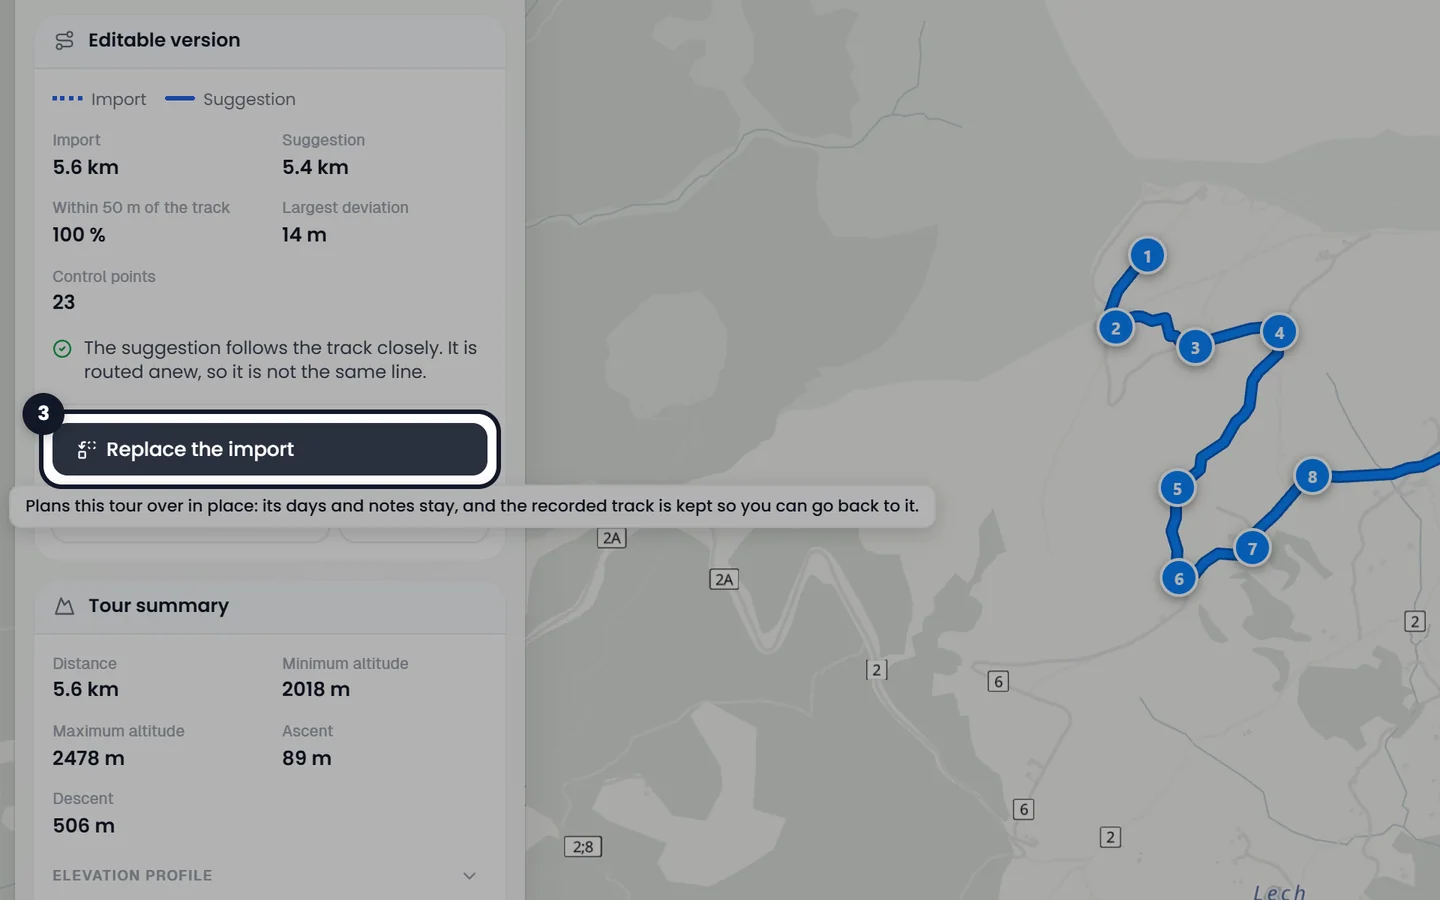 Editable version
Import
Suggestion
Import
Suggestion
5.6 km
5.4 km
Within 50 m of the track
Largest deviation
100 %
14 m
Control points
23
The suggestion follows the track closely. It is
routed anew, so it is not the same line.
3
Replace the import
Plans this tour over in place: its days and notes stay, and the recorded track is kept so you can go back to it.
Tour summary
Distance
Minimum altitude
5.6 km
2018 m
Maximum altitude
Ascent
2478 m
89 m
Descent
506 m
ELEVATION PROFILE
1
2
3
4
5
6
7
8
2A
2A
2
6
2
6
2
2;8
Lech